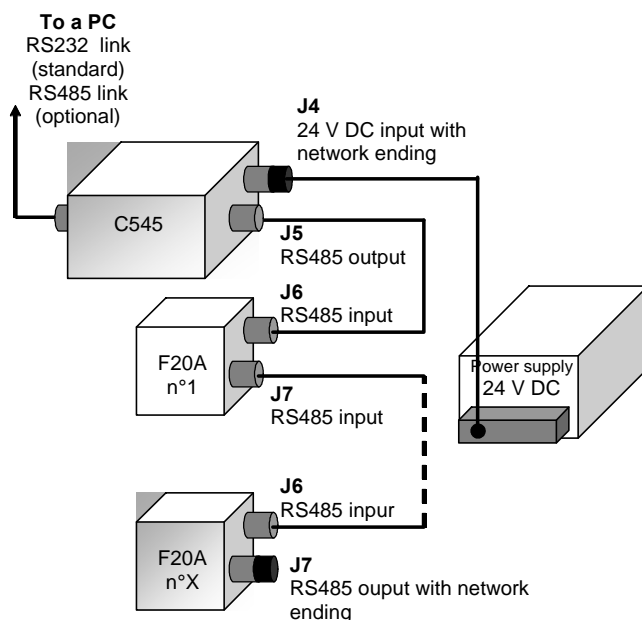 To a PC
RS232 link
(standard)
RS485 link
(optional)
J4
24 V DC input with
network ending
C545
J5
RS485 output
J6
RS485 input
F20A
n°1
J7
RS485 input
Power supply
24 V DC
J6
RS485 inpur
F20A
n°X
J7
RS485 ouput with network
ending